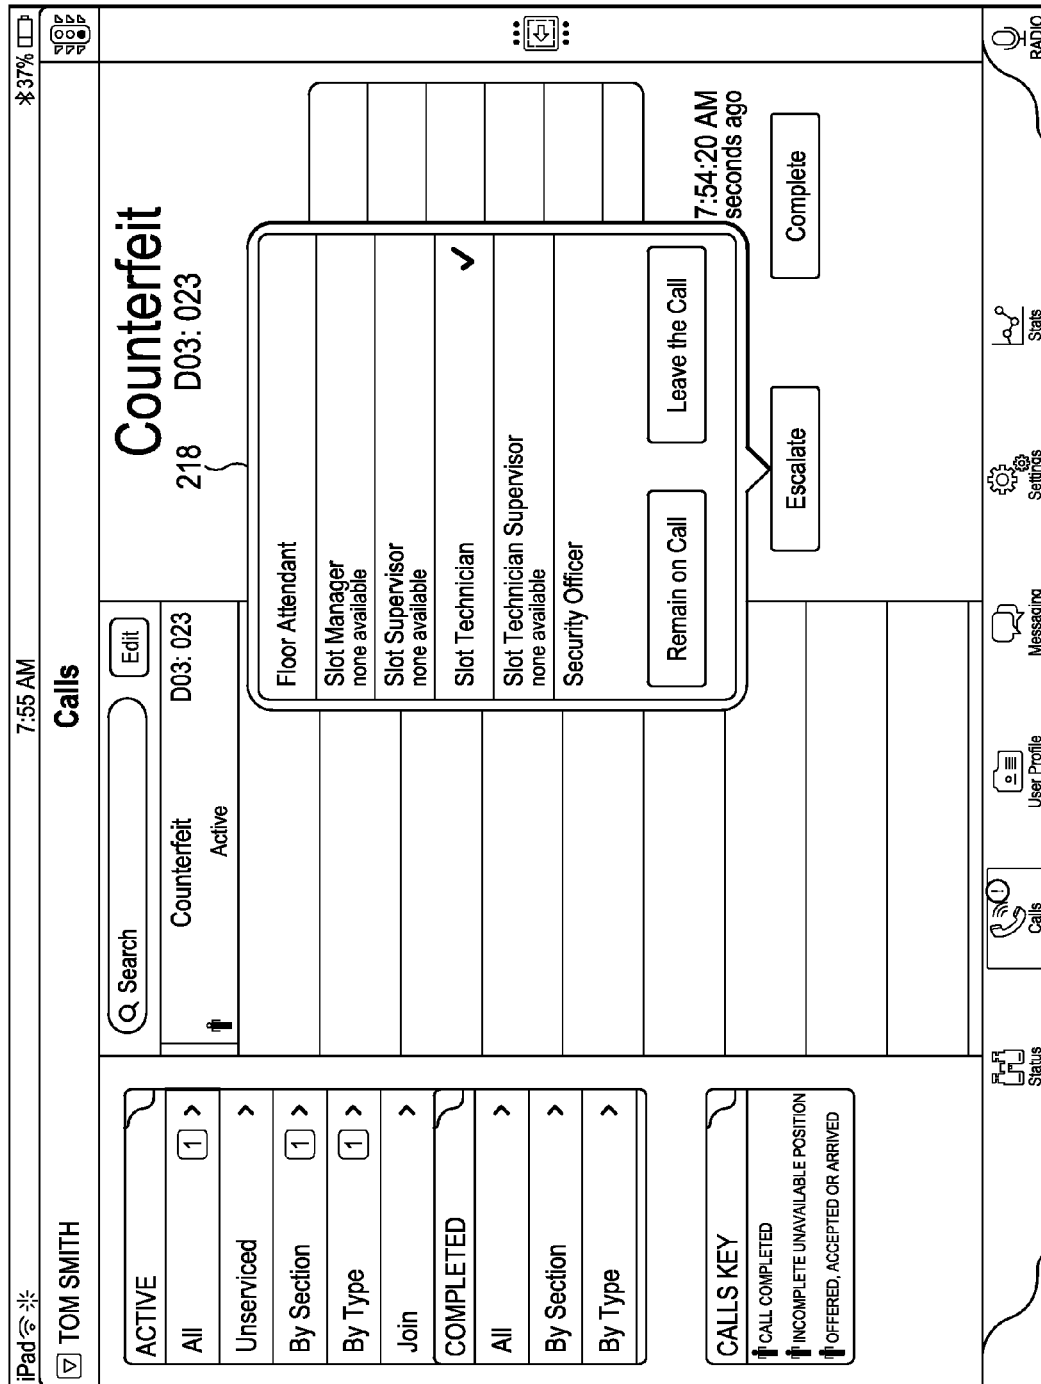 iPad 7:55 AM 37%
TOM SMITH Calls
ACTIVE
All 1 >
Unserviced >
By Section 1 >
By Type 1 >
Join >
COMPLETED
All >
By Section >
By Type >
CALLS KEY
CALL COMPLETED
INCOMPLETE UNAVAILABLE POSITION
OFFERED, ACCEPTED OR ARRIVED
Search Edit
Counterfeit D03: 023
Active
Counterfeit
218 D03: 023
Floor Attendant
Slot Manager
none available
Slot Supervisor
none available
Slot Technician
Slot Technician Supervisor
none available
Security Officer
Remain on Call Leave the Call
7:54:20 AM
seconds ago
Escalate Complete
Status Calls User Profile Messaging Settings Stats RADIO